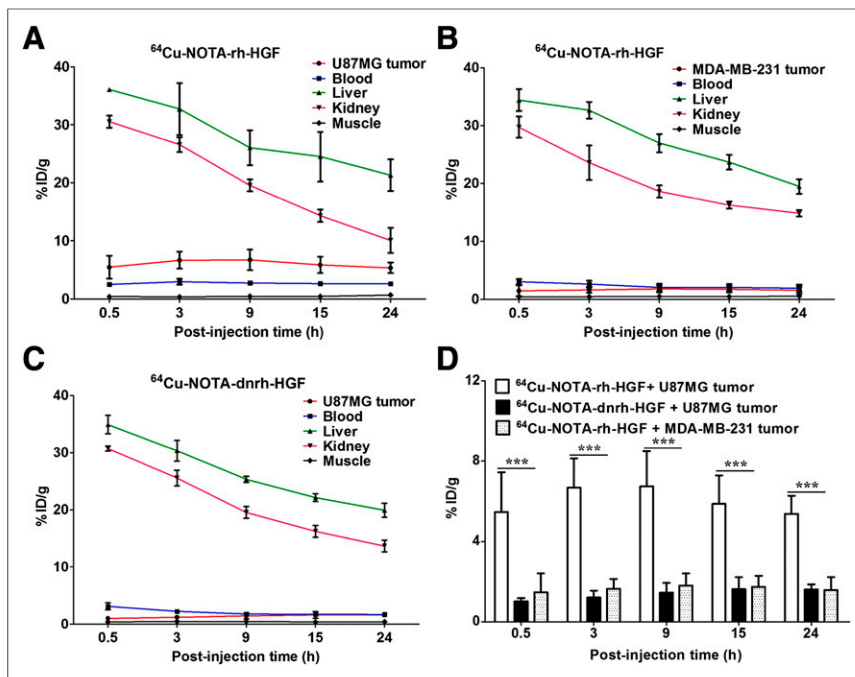 A
⁶⁴Cu-NOTA-rh-HGF
U87MG tumor
Blood
Liver
Kidney
Muscle
%ID/g
40
30
20
10
0
0.5 3 9 15 24
Post-injection time (h)
B
⁶⁴Cu-NOTA-rh-HGF
MDA-MB-231 tumor
Blood
Liver
Kidney
Muscle
%ID/g
40
30
20
10
0
0.5 3 9 15 24
Post-injection time (h)
C
⁶⁴Cu-NOTA-dnrh-HGF
U87MG tumor
Blood
Liver
Kidney
Muscle
%ID/g
40
30
20
10
0
0.5 3 9 15 24
Post-injection time (h)
D
⁶⁴Cu-NOTA-rh-HGF+ U87MG tumor
⁶⁴Cu-NOTA-dnrh-HGF + U87MG tumor
⁶⁴Cu-NOTA-rh-HGF + MDA-MB-231 tumor
%ID/g
12
8
4
0
*** *** *** *** ***
0.5 3 9 15 24
Post-injection time (h)